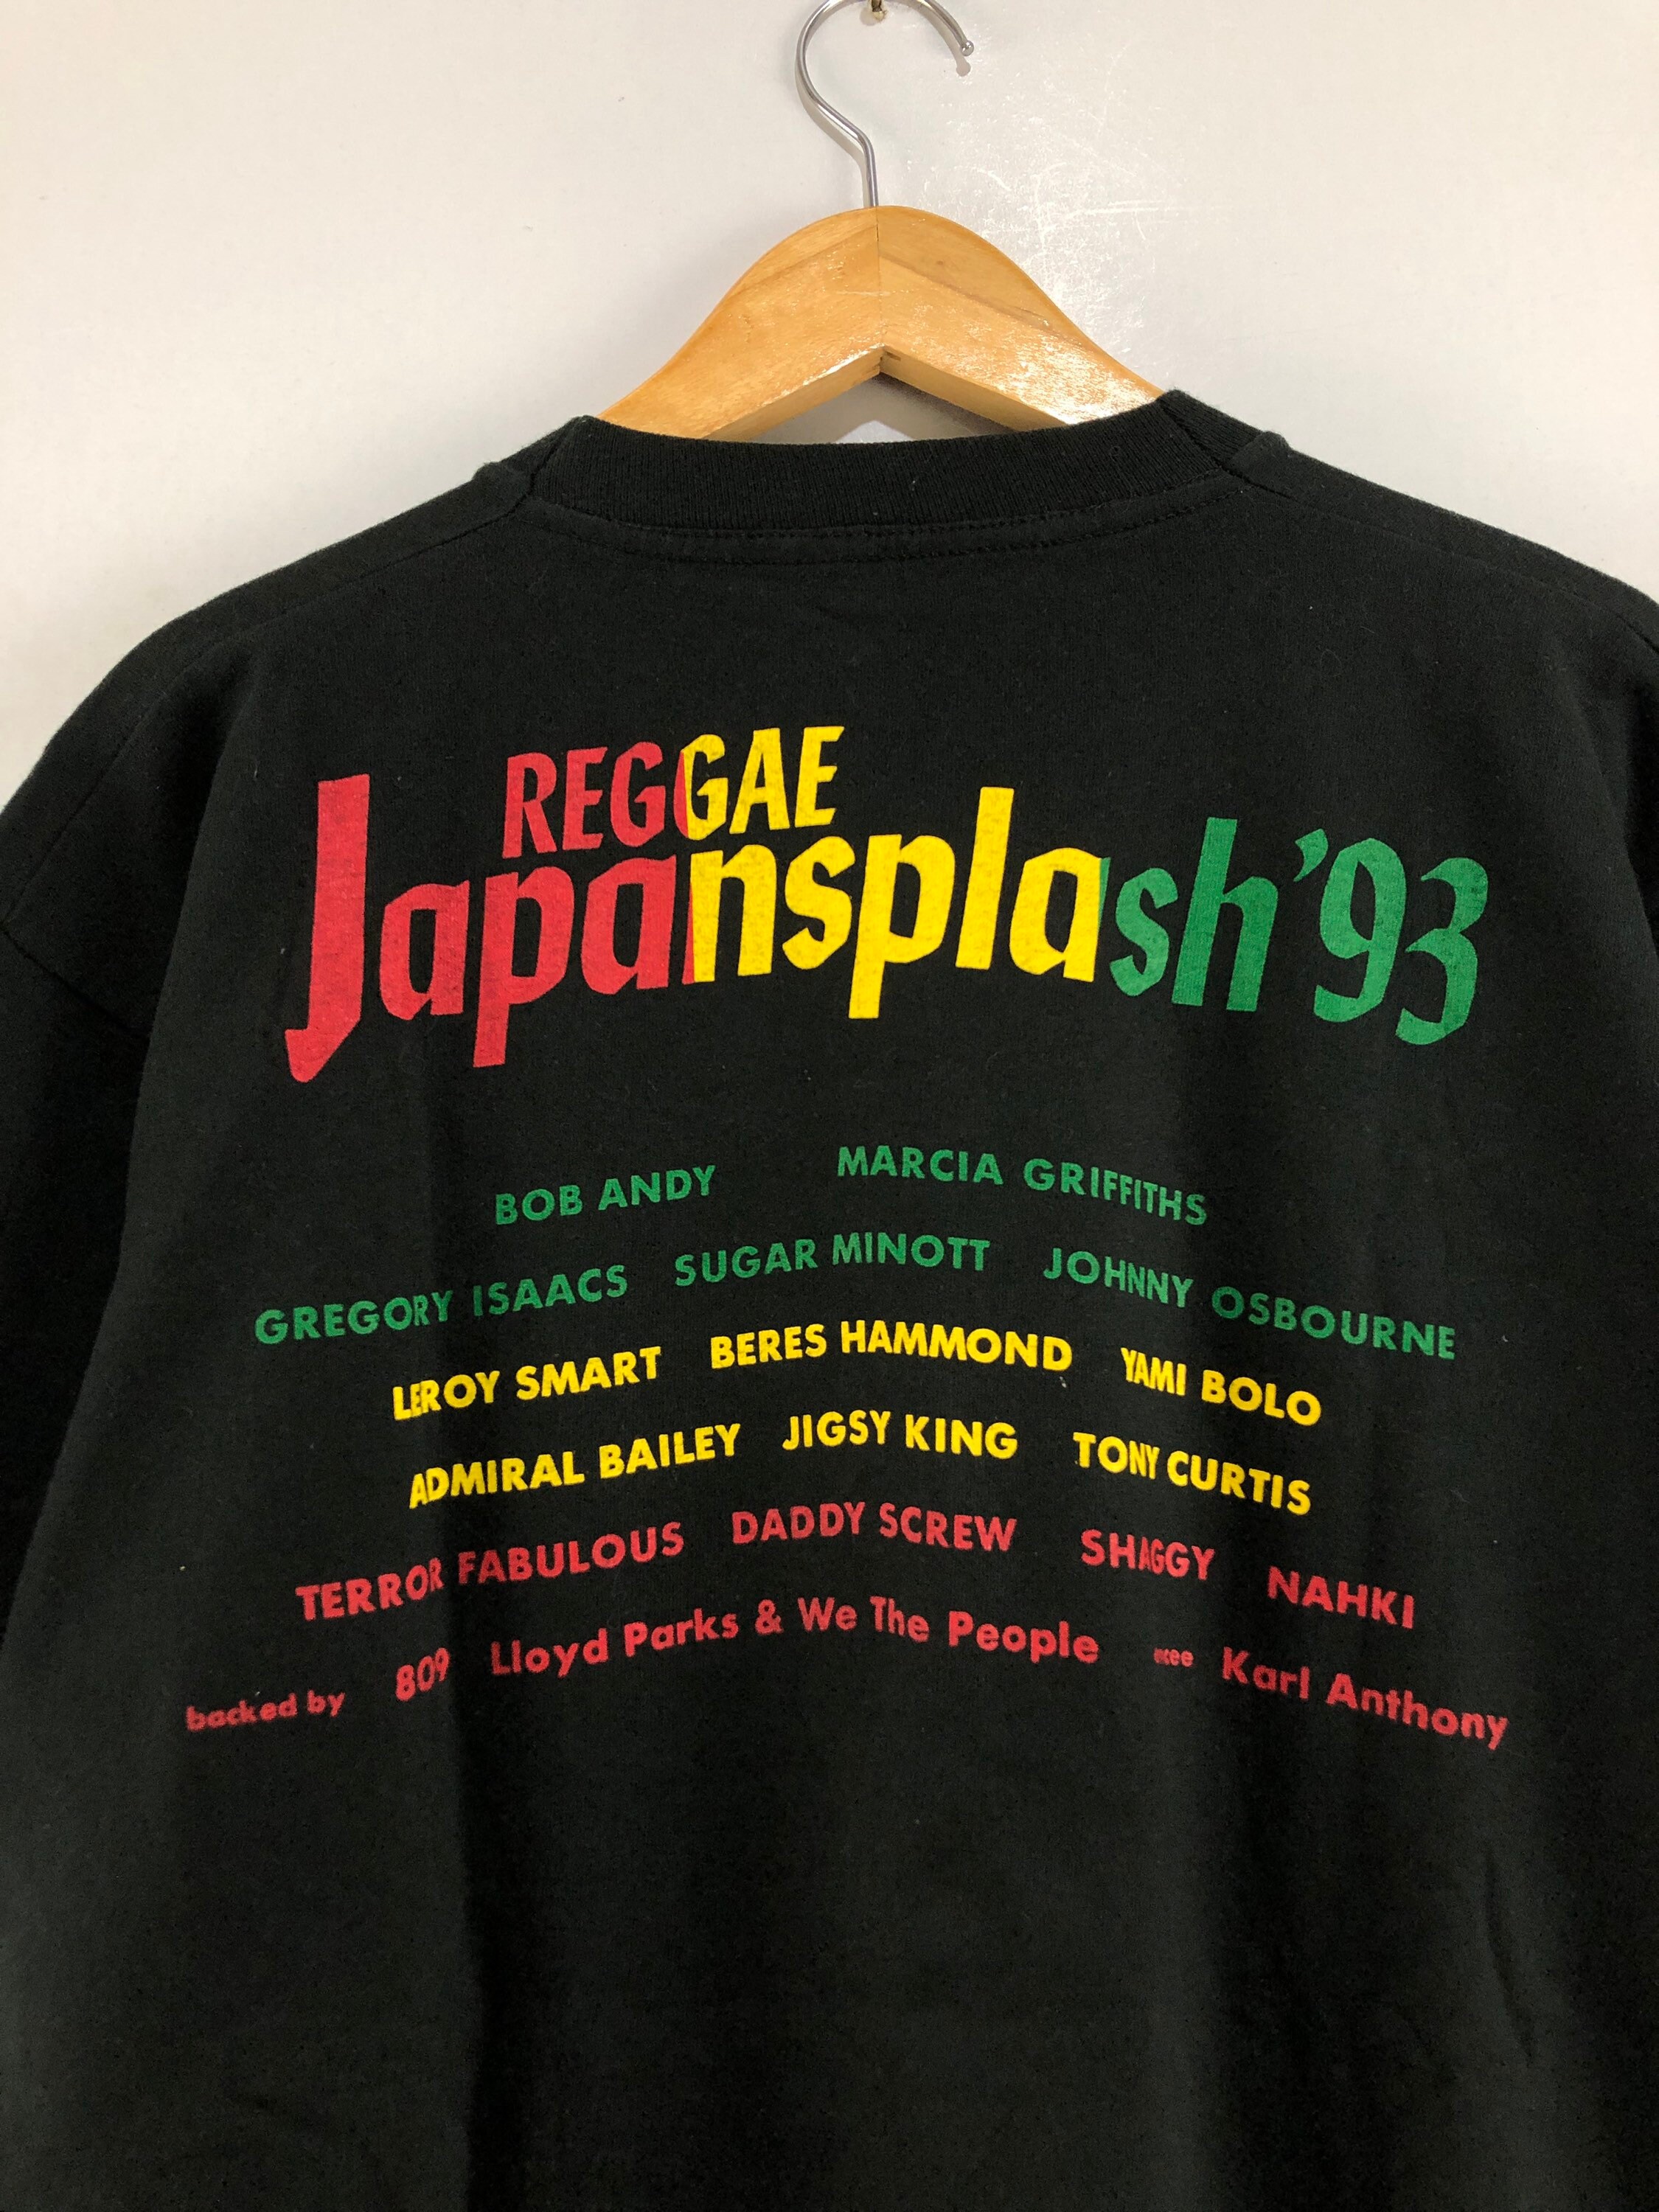 REGGAE
Japansplash '93
BOB ANDY MARCIA GRIFFITHS
GREGORY ISAACS SUGAR MINOTT JOHNNY OSBOURNE
LEROY SMART BERES HAMMOND YAMI BOLO
ADMIRAL BAILEY JIGSY KING TONY CURTIS
TERROR FABULOUS DADDY SCREW SHAGGY NAHKI
backed by 809 Lloyd Parks & We The People Karl Anthony